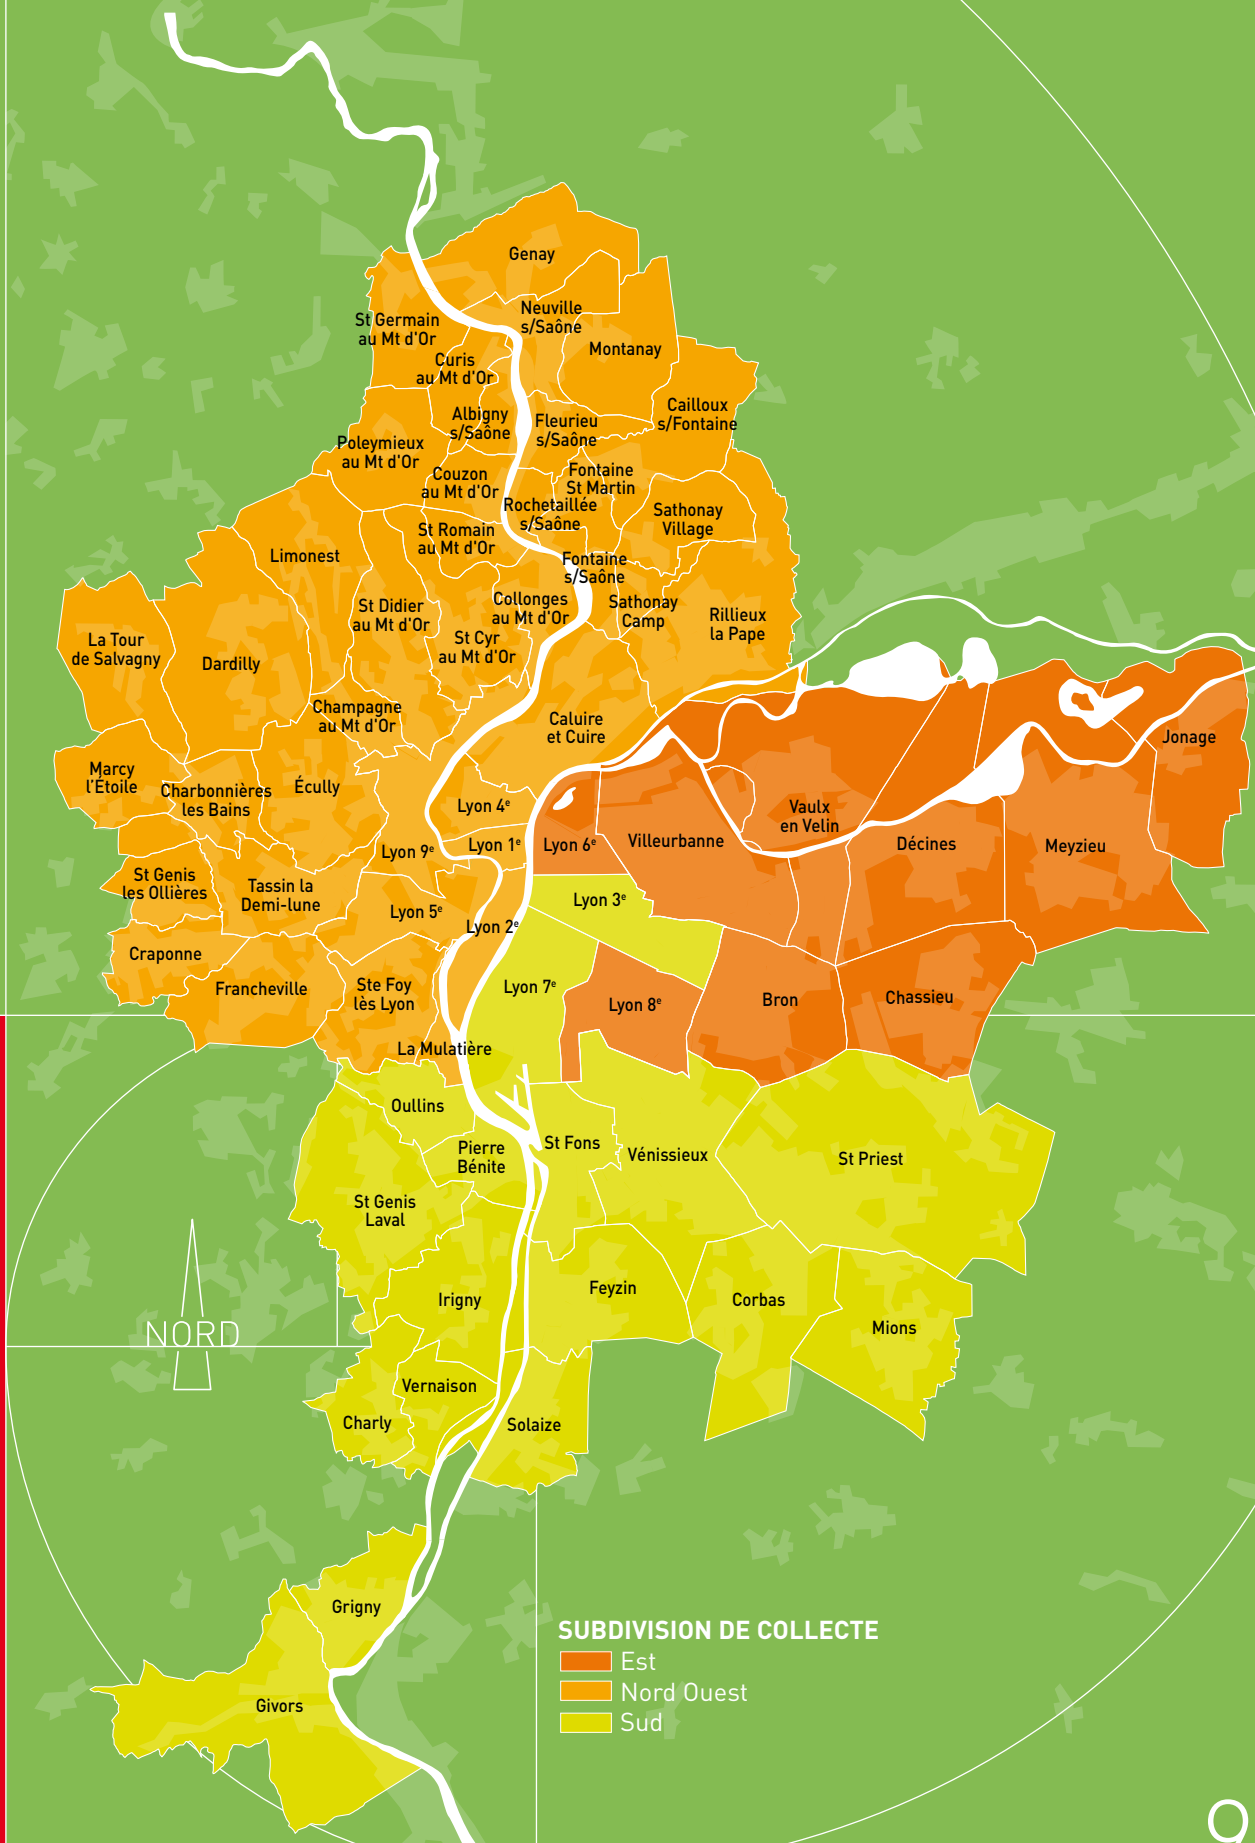 Genay
Neuville
s/Saône
St Germain
au Mt d'Or
Montanay
Curis
au Mt d'Or
Cailloux
s/Fontaine
Albigny
s/Saône
Fleurieu
s/Saône
Poleymieux
au Mt d'Or
Couzon
au Mt d'Or
Fontaine
St Martin
Rochetaillée
s/Saône
Sathonay
Village
St Romain
au Mt d'Or
Limonest
Fontaine
s/Saône
St Didier
au Mt d'Or
Collonges
au Mt d'Or
Sathonay
Camp
Rillieux
la Pape
La Tour
de Salvagny
Dardilly
St Cyr
au Mt d'Or
Champagne
au Mt d'Or
Caluire
et Cuire
Jonage
Marcy
l'Étoile
Charbonnières
les Bains
Écully
Lyon 4e
Vaulx
en Velin
Lyon 9e
Lyon 1e
Lyon 6e
Villeurbanne
Décines
Meyzieu
St Genis
les Ollières
Tassin la
Demi-lune
Lyon 5e
Lyon 2e
Lyon 3e
Craponne
Francheville
Ste Foy
lès Lyon
Lyon 7e
Lyon 8e
Bron
Chassieu
La Mulatière
Oullins
Pierre
Bénite
St Fons
Vénissieux
St Priest
St Genis
Laval
Irigny
Feyzin
Corbas
Mions
NORD
Vernaison
Charly
Solaize
Grigny
Givors
SUBDIVISION DE COLLECTE
Est
Nord Ouest
Sud
9